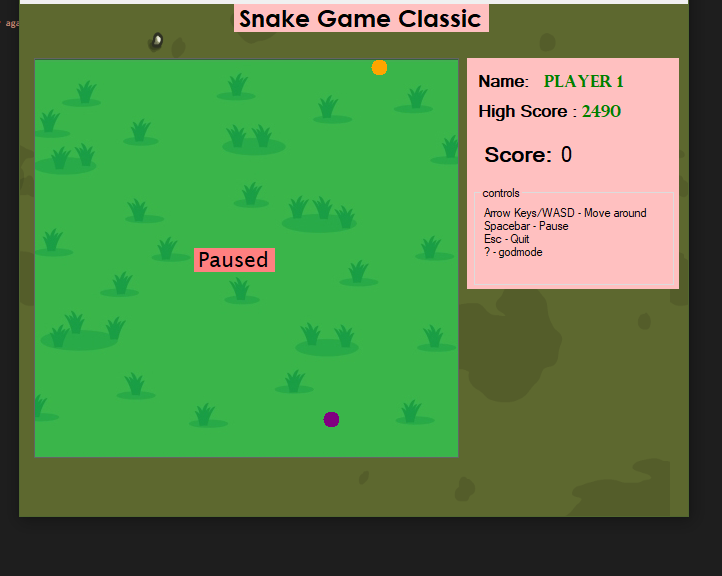 aga
Snake Game Classic
Name: PLAYER 1
High Score : 2490
Score: 0
controls
Arrow Keys/WASD - Move around
Spacebar - Pause
Esc - Quit
? - godmode
Paused